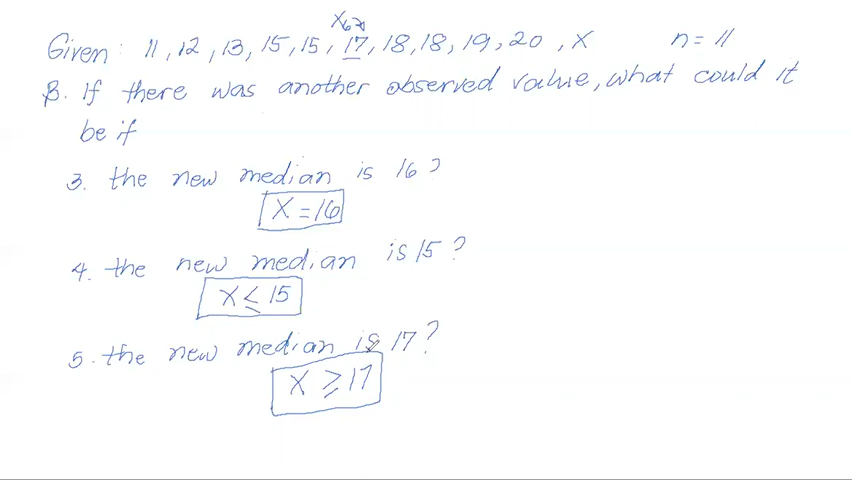 X₆
Given: 11, 12, 13, 15, 15, 17, 18, 18, 19, 20, X n = 11
B. If there was another observed value, what could it
be if
3. the new median is 16?
X = 16
4. the new median is 15?
X ≤ 15
5. the new median is 17?
X ≥ 17